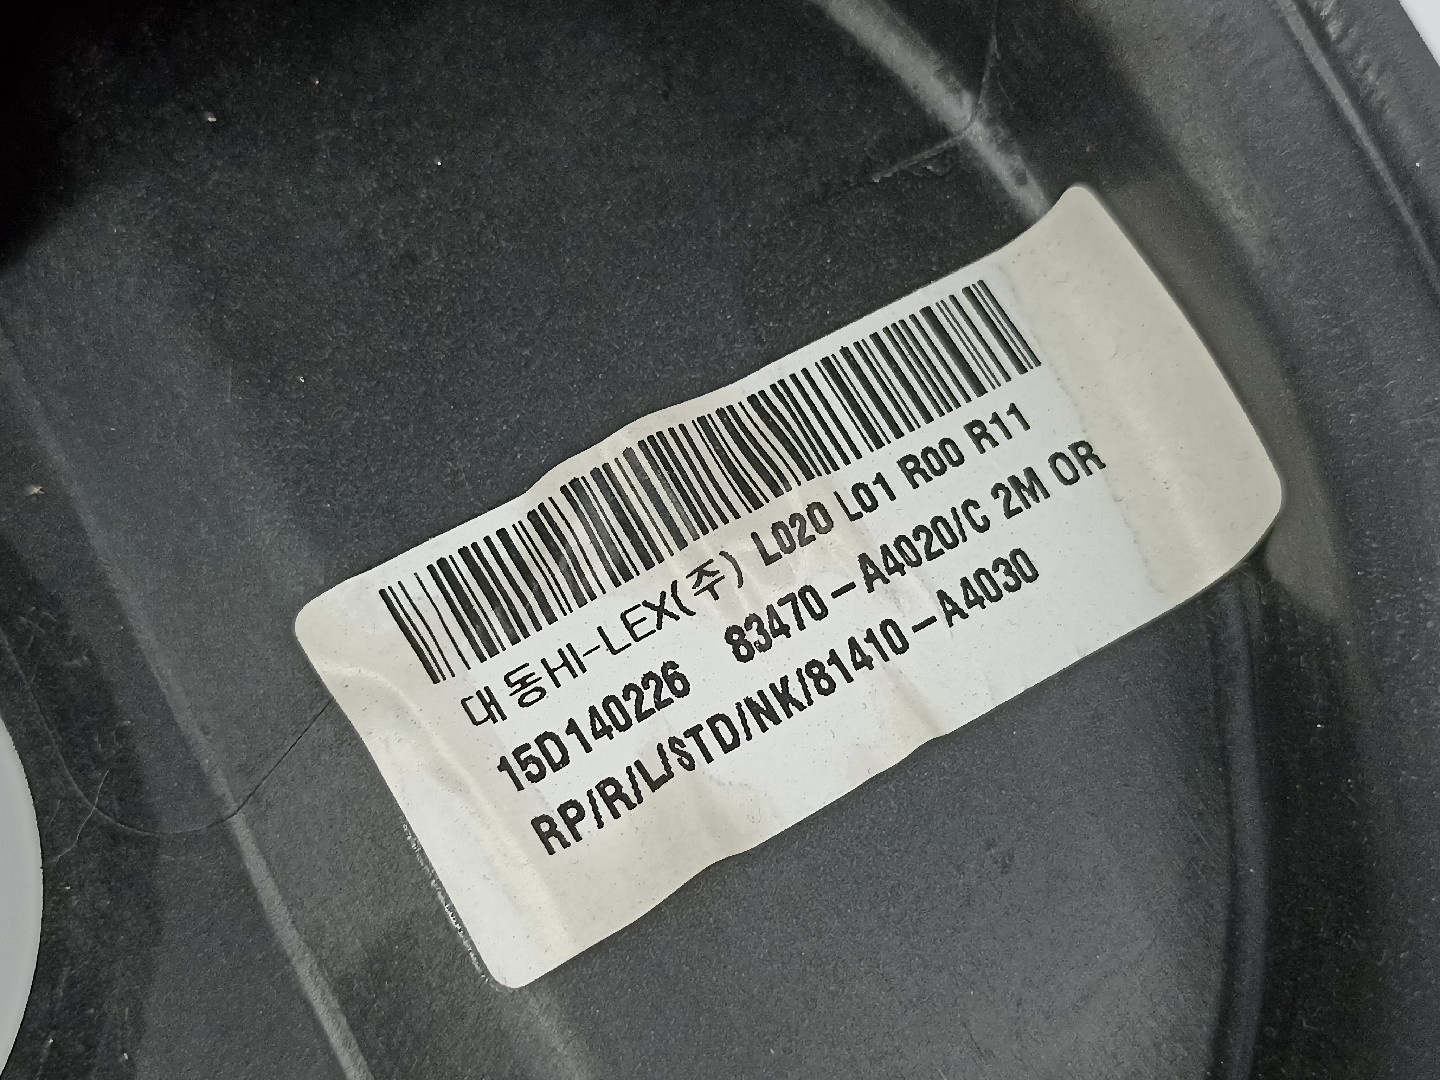 대동HI-LEX(주) L020 L01 R00 R11
15D140226 83470-A4020/C 2M OR
RP/R/L/STD/NK/81410-A4030